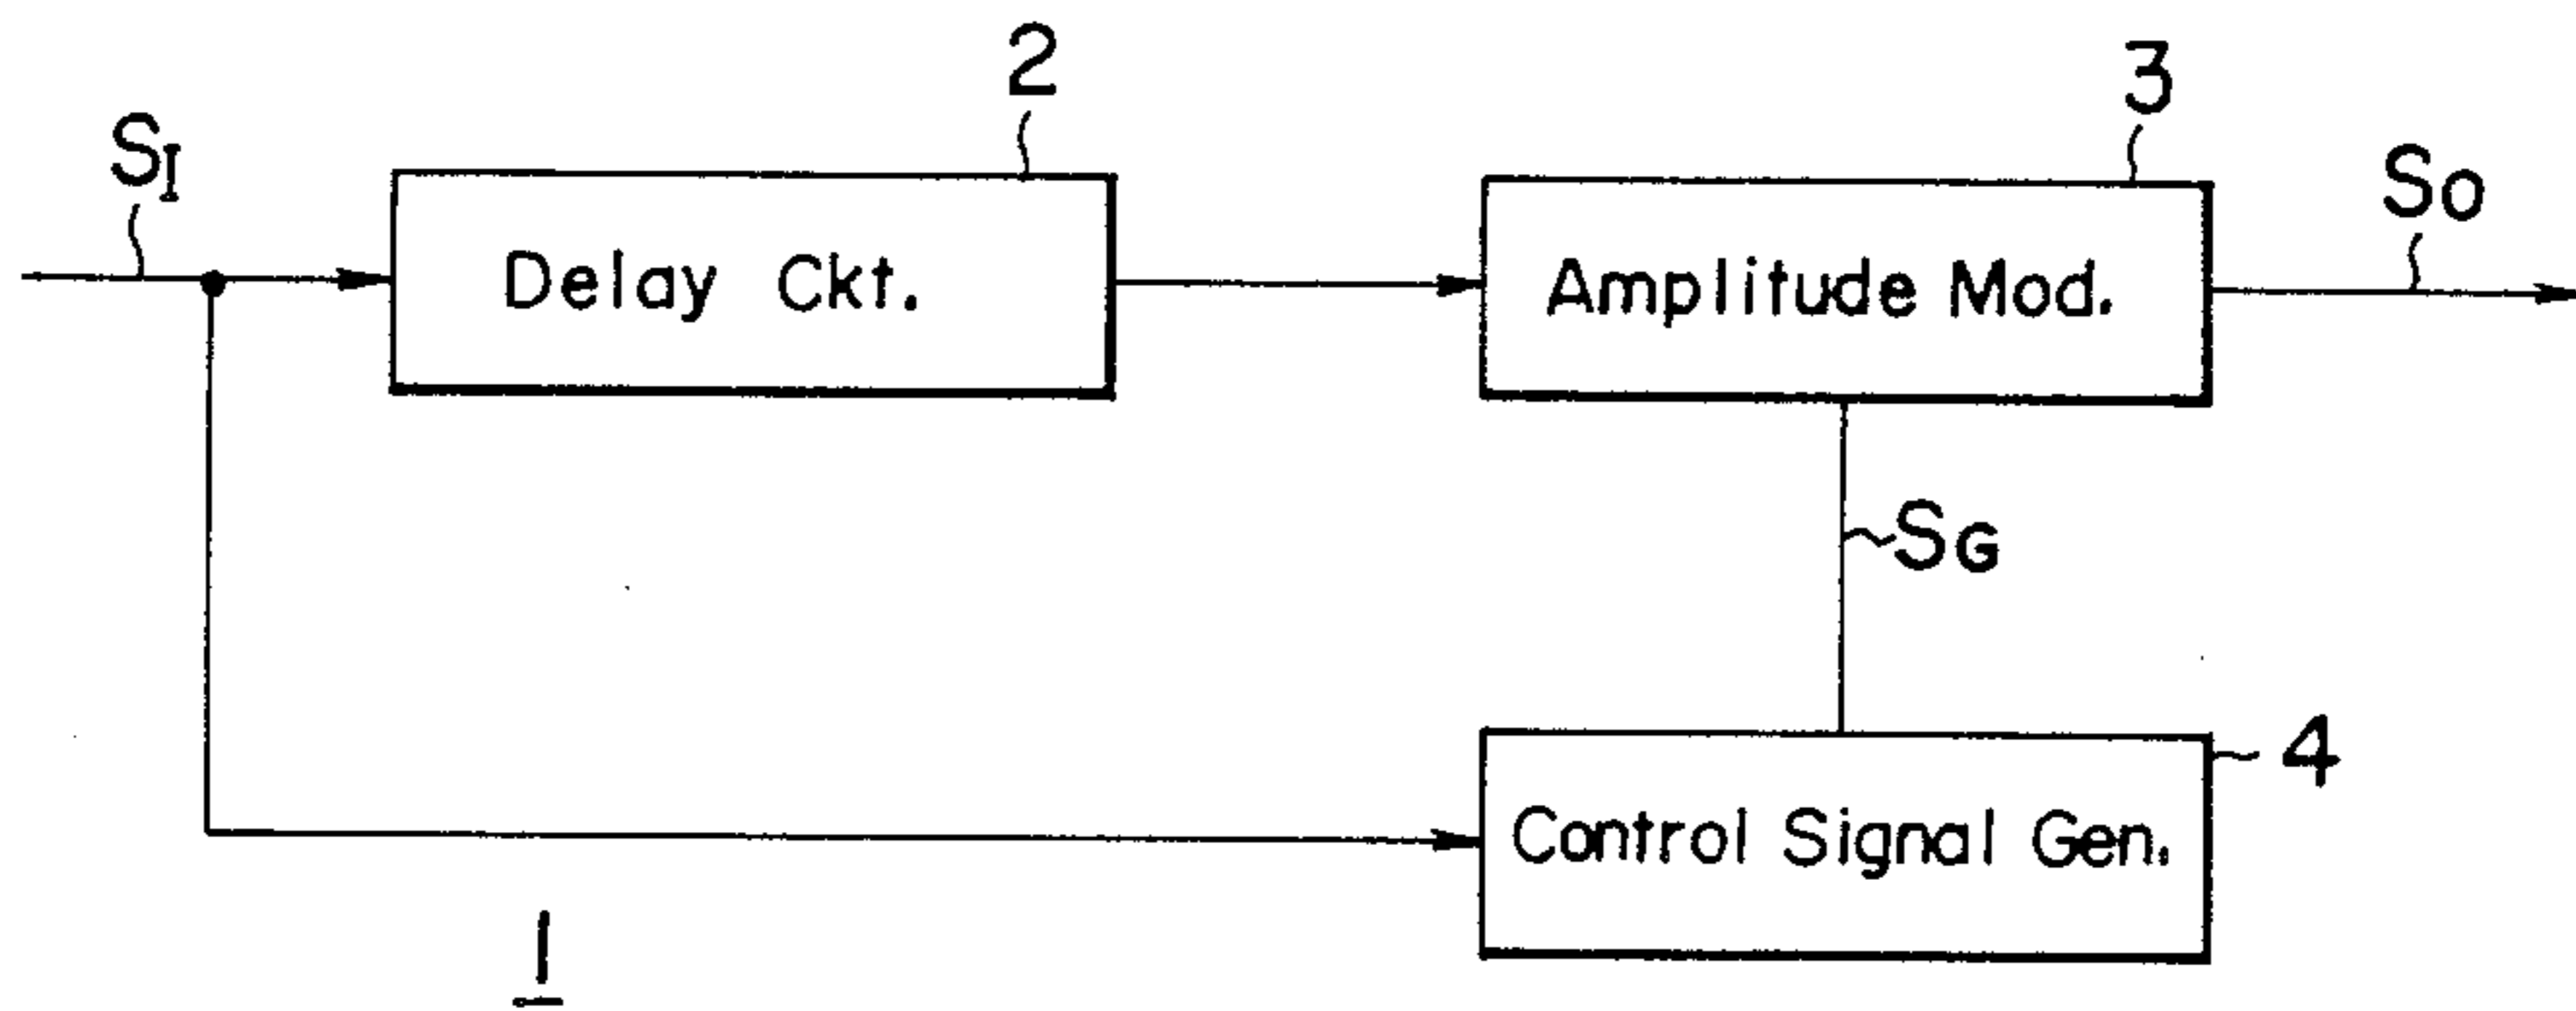 2
3
SI
SO
Delay Ckt.
Amplitude Mod.
SG
4
Control Signal Gen.
1